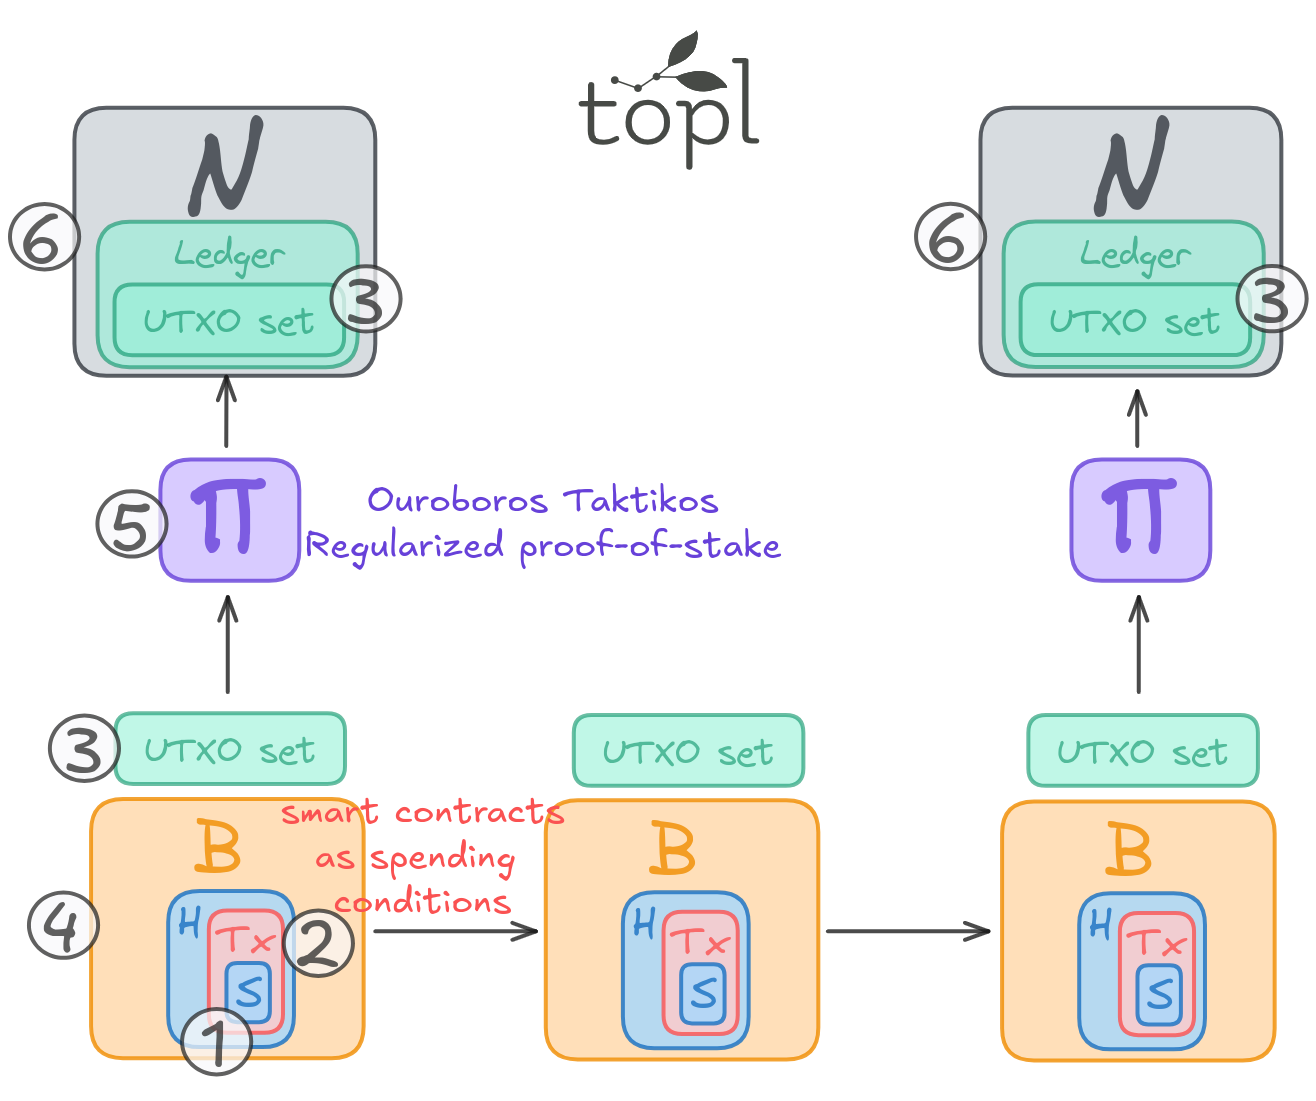 topl
N
N
6
Ledger
3
UTXO set
6
Ledger
3
UTXO set
5
π
Ouroboros Taktikos
Regularized proof-of-stake
π
3
UTXO set
UTXO set
UTXO set
smart contracts
as spending
conditions
B
B
B
4
H
Tx
2
S
1
H
Tx
S
H
Tx
S